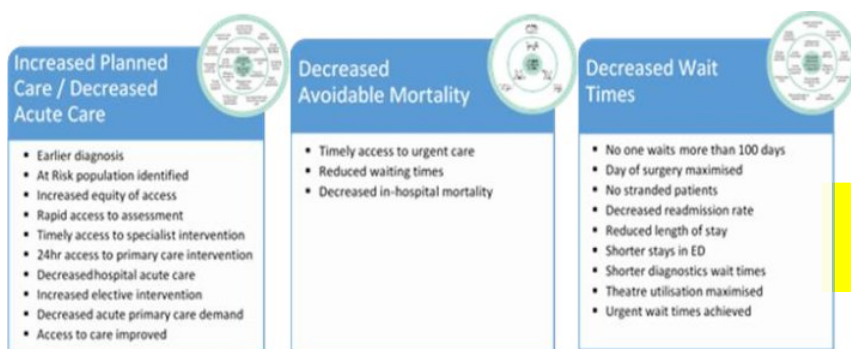 Increased Planned
Care / Decreased
Acute Care
▪ Earlier diagnosis
▪ At Risk population identified
▪ Increased equity of access
▪ Rapid access to assessment
▪ Timely access to specialist intervention
▪ 24hr access to primary care intervention
▪ Decreasedhospital acute care
▪ Increased elective intervention
▪ Decreased acute primary care demand
▪ Access to care improved
Decreased
Avoidable Mortality
▪ Timely access to urgent care
▪ Reduced waiting times
▪ Decreased in-hospital mortality
Decreased Wait
Times
▪ No one waits more than 100 days
▪ Day of surgery maximised
▪ No stranded patients
▪ Decreased readmission rate
▪ Reduced length of stay
▪ Shorter stays in ED
▪ Shorter diagnostics wait times
▪ Theatre utilisation maximised
▪ Urgent wait times achieved